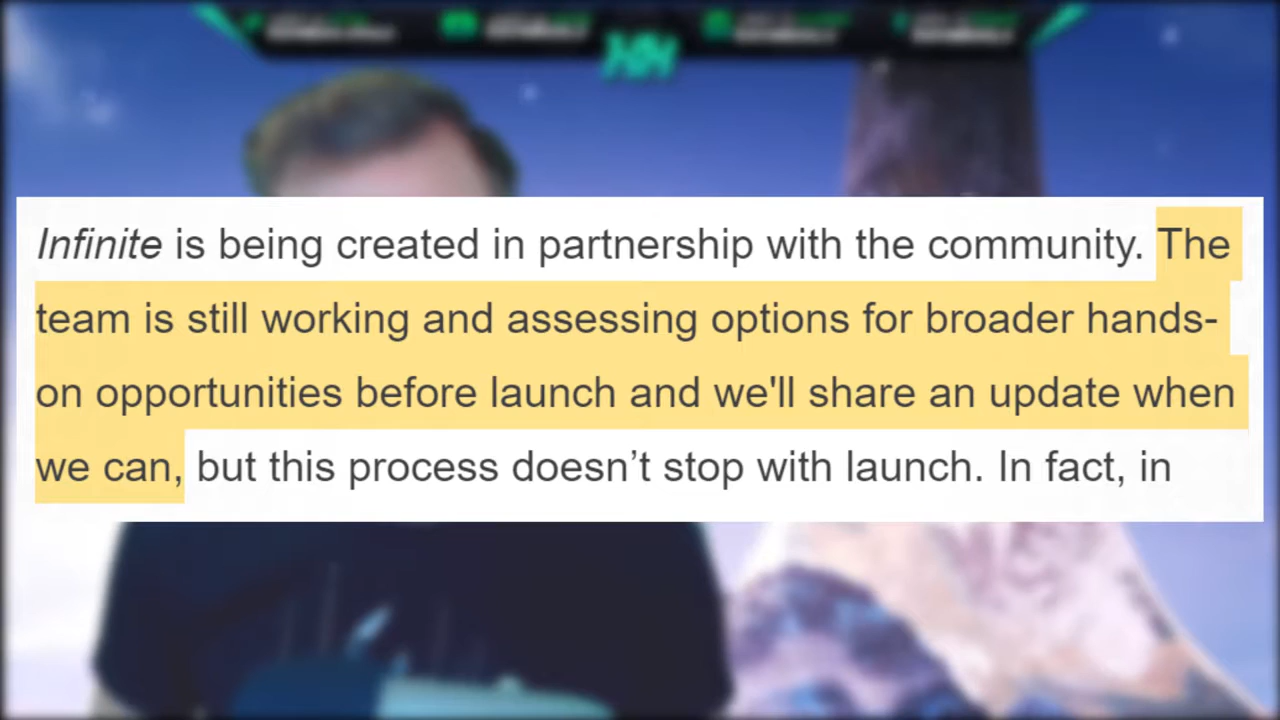 HH
Infinite is being created in partnership with the community. The
team is still working and assessing options for broader hands-
on opportunities before launch and we'll share an update when
we can, but this process doesn’t stop with launch. In fact, in